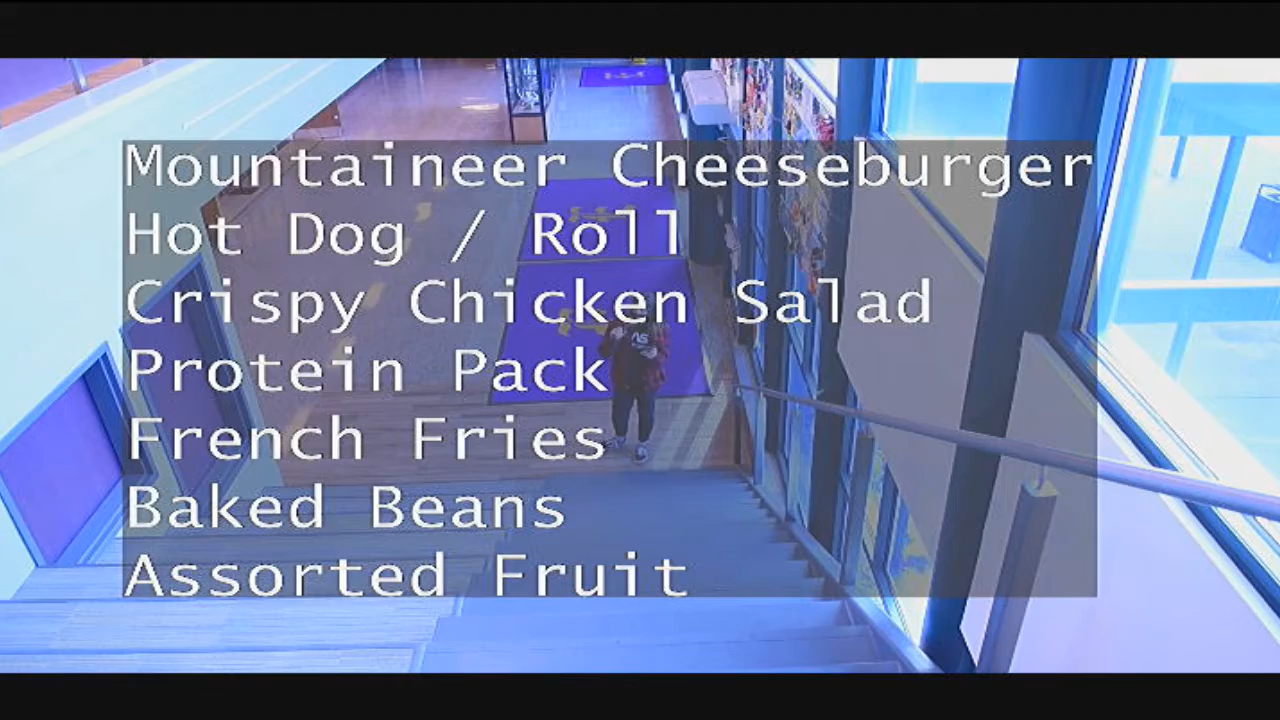 Mountaineer Cheeseburger
Hot Dog / Roll
Crispy Chicken Salad
Protein Pack
French Fries
Baked Beans
Assorted Fruit